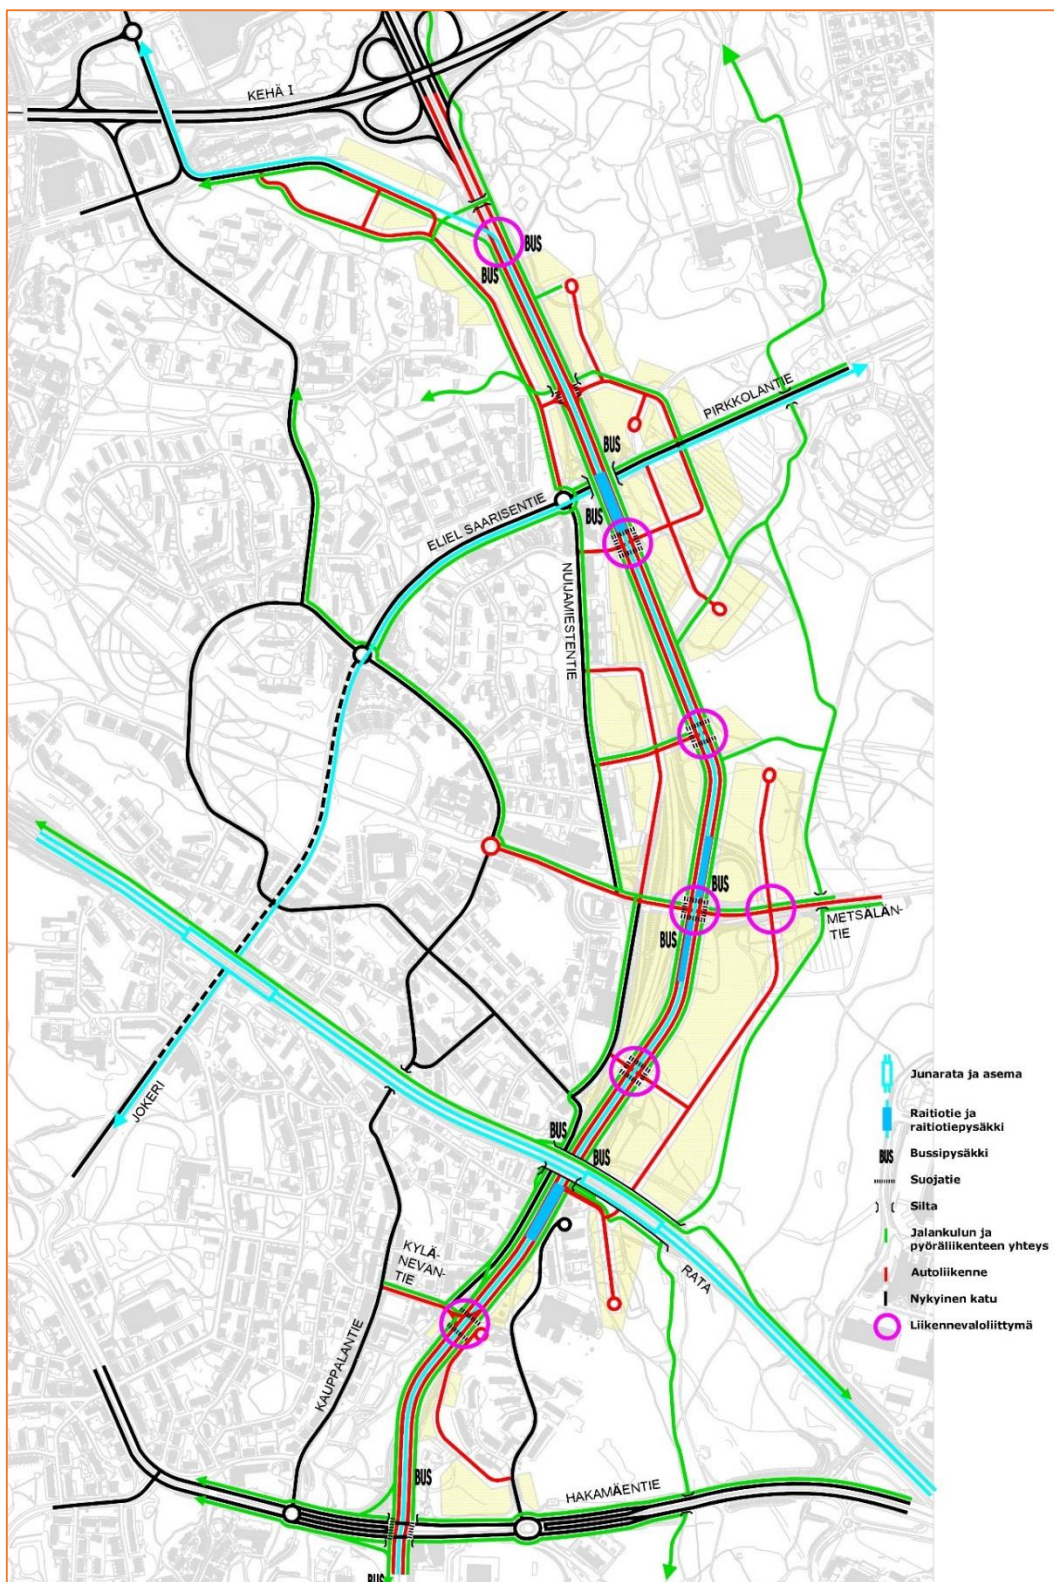 KEHÄ I
BUS
BUS
PIRKKOLANTIE
BUS
ELIEL SAARISENTIE
BUS
NUIJAMIESTENTIE
BUS
METSÄLÄN-
TIE
BUS
JOKERI
BUS
BUS
KYLÄ-
NEVAN-
TIE
RATA
KAUPPALANTIE
BUS
HAKAMÄENTIE
BUS
Junarata ja asema
Raitiotie ja
raitiotiepysäkki
BUS Bussipysäkki
Suojatie
Silta
Jalankulun ja
pyöräliikenteen yhteys
Autoliikenne
Nykyinen katu
Liikennevaloliittymä